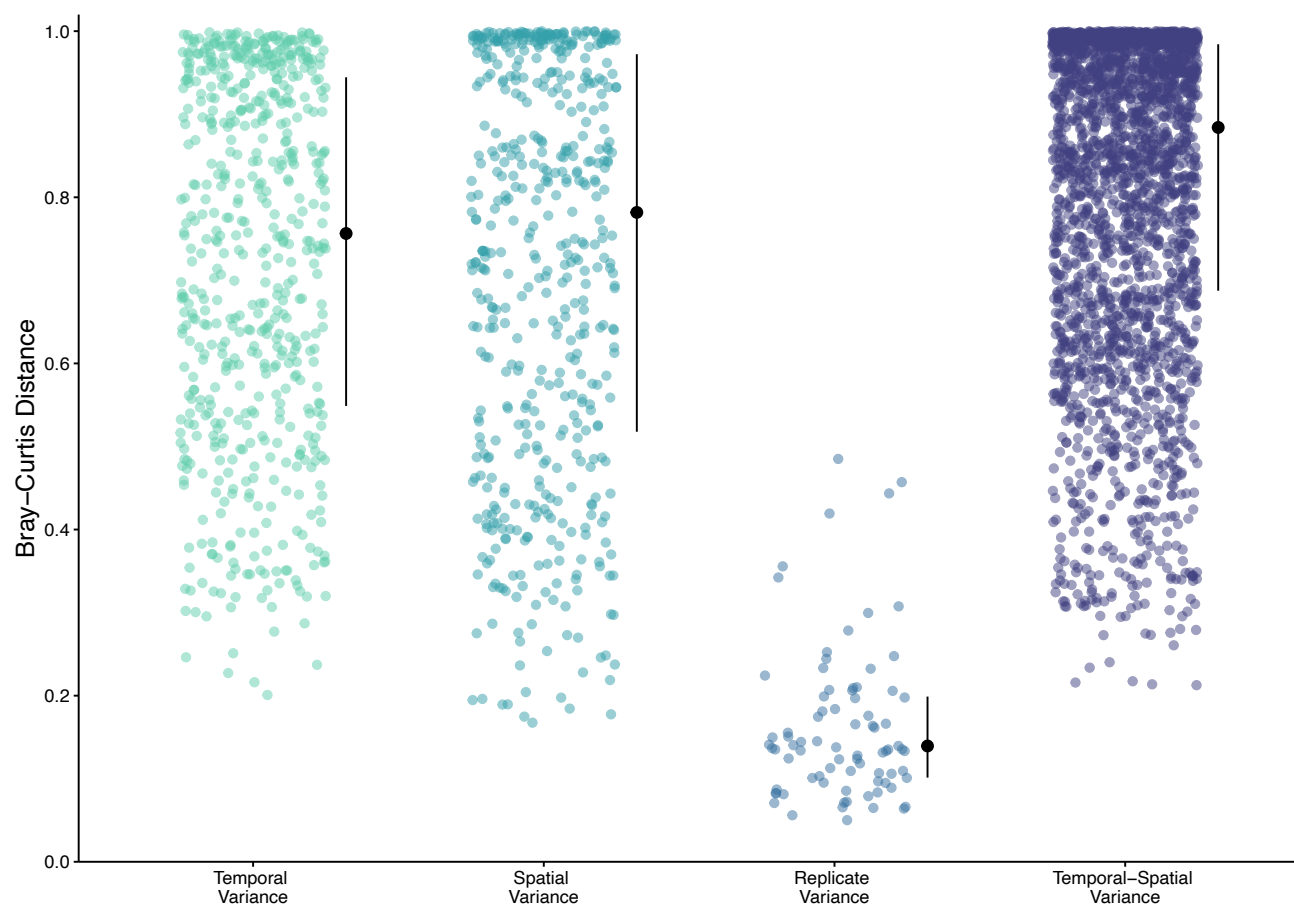 Bray–Curtis Distance
1.0
0.8
0.6
0.4
0.2
0.0
Temporal
Variance
Spatial
Variance
Replicate
Variance
Temporal–Spatial
Variance